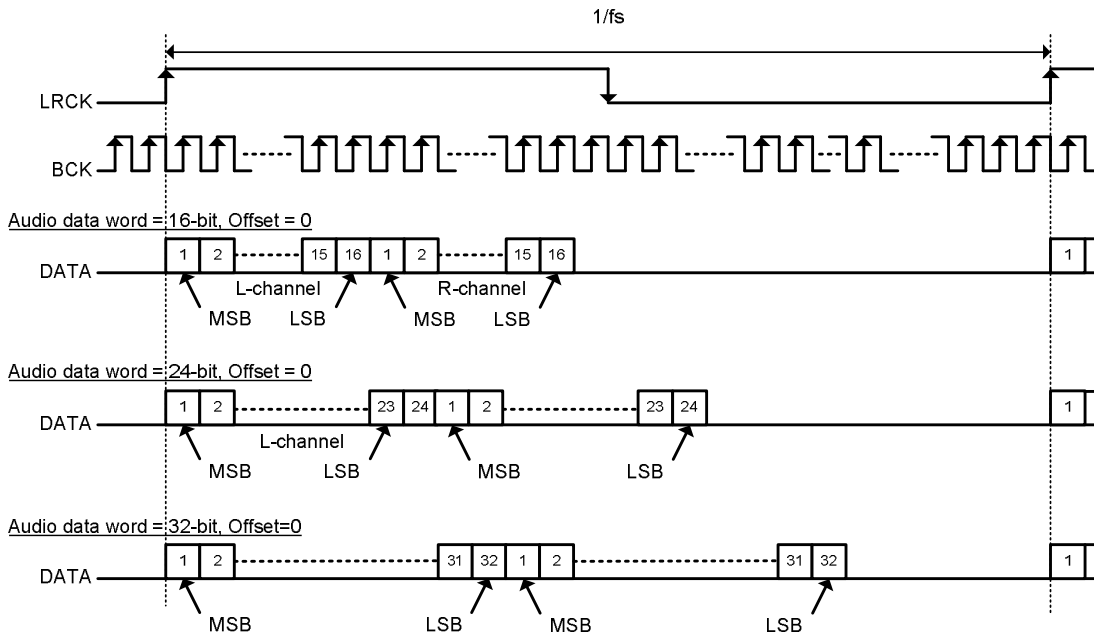 1/fs
LRCK
BCK
Audio data word = 16-bit, Offset = 0
DATA
1 2 15 16 1 2 15 16 1
L-channel R-channel
MSB LSB MSB LSB
Audio data word = 24-bit, Offset = 0
DATA
1 2 23 24 1 2 23 24 1
L-channel
MSB LSB MSB LSB
Audio data word = 32-bit, Offset=0
DATA
1 2 31 32 1 2 31 32 1
MSB LSB MSB LSB